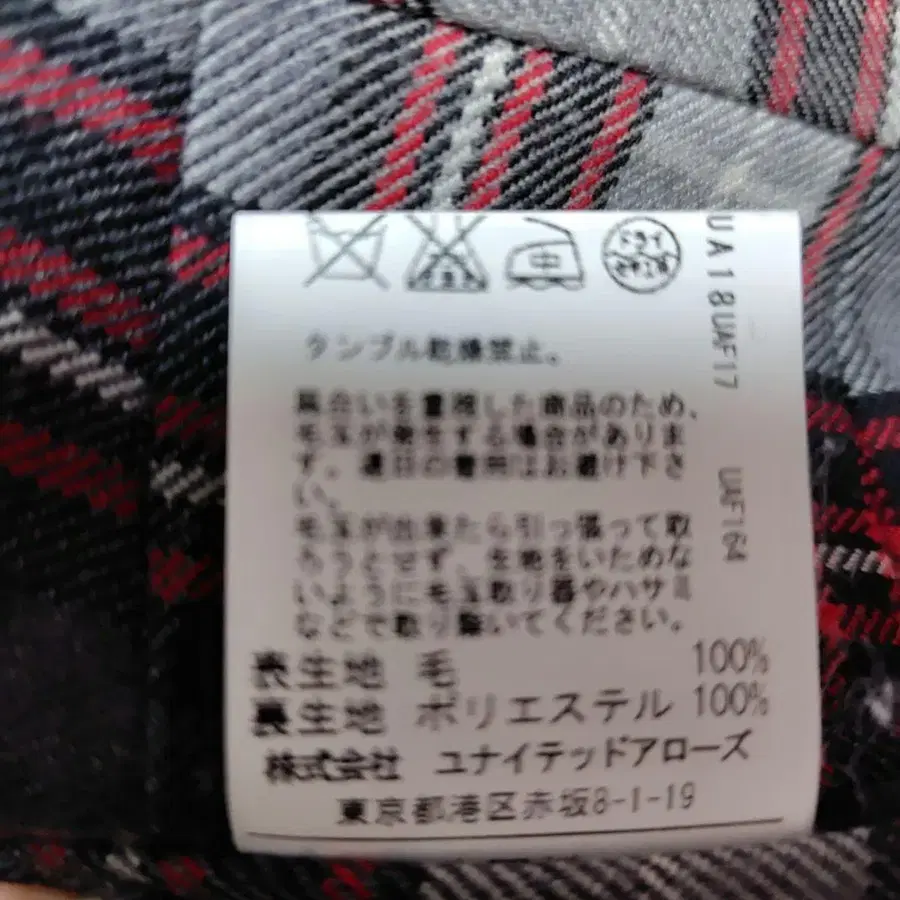 中
タンブル乾燥禁止。
風合いを重視した商品のため、
毛玉が発生する場合がありま
す。連日の着用はお避け下さ
い。
毛玉が出来たら引っ張って取
ろうとせず、生地をいためな
いように毛玉取り器やハサミ
などで取り除いてください。
表生地 毛 100%
裏生地 ポリエステル 100%
株式会社 ユナイテッドアローズ
東京都港区赤坂8-1-19
UA18UAF17 UAF164